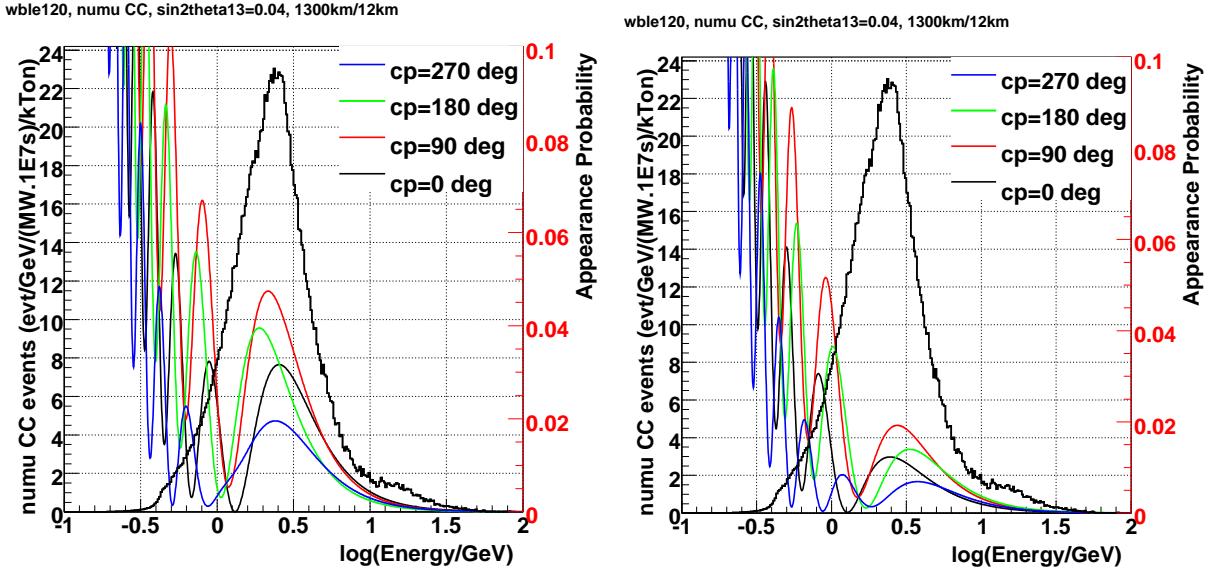 wble120, numu CC, sin2theta13=0.04, 1300km/12km
numu CC events (evt/GeV/(MW.1E7s)/kTon)
24
22
20
18
16
14
12
10
8
6
4
2
0
cp=270 deg
cp=180 deg
cp=90 deg
cp=0 deg
0.1
0.08
0.06
0.04
0.02
0
Appearance Probability
-1 -0.5 0 0.5 1 1.5 2
log(Energy/GeV)
wble120, numu CC, sin2theta13=0.04, 1300km/12km
numu CC events (evt/GeV/(MW.1E7s)/kTon)
24
22
20
18
16
14
12
10
8
6
4
2
0
cp=270 deg
cp=180 deg
cp=90 deg
cp=0 deg
0.1
0.08
0.06
0.04
0.02
0
Appearance Probability
-1 -0.5 0 0.5 1 1.5 2
log(Energy/GeV)